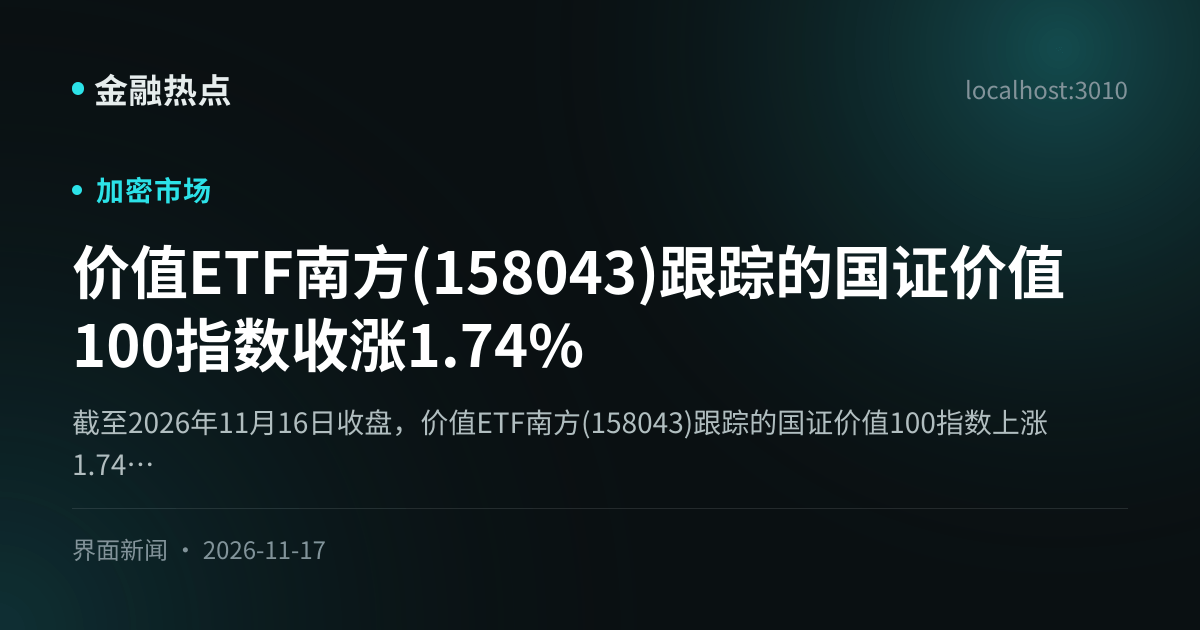 金融热点
localhost:3010
加密市场
价值ETF南方(158043)跟踪的国证价值
100指数收涨1.74%
截至2026年11月16日收盘，价值ETF南方(158043)跟踪的国证价值100指数上涨
1.74…
界面新闻 • 2026-11-17